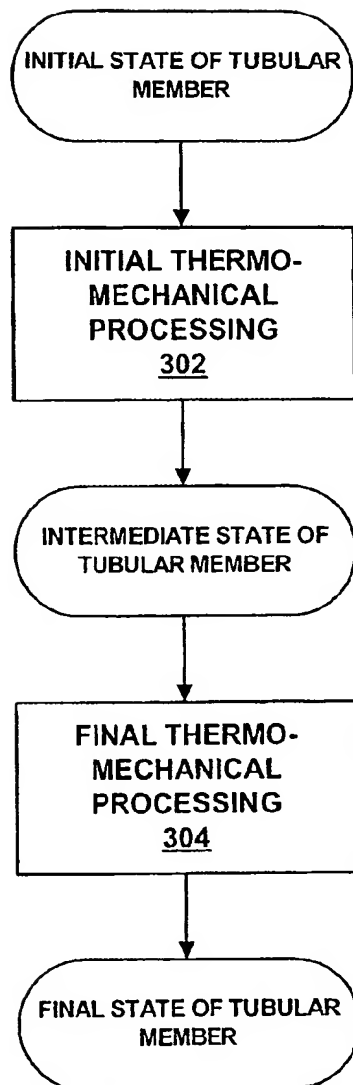 INITIAL STATE OF TUBULAR
MEMBER
INITIAL THERMO-
MECHANICAL
PROCESSING
302
INTERMEDIATE STATE OF
TUBULAR MEMBER
FINAL THERMO-
MECHANICAL
PROCESSING
304
FINAL STATE OF TUBULAR
MEMBER